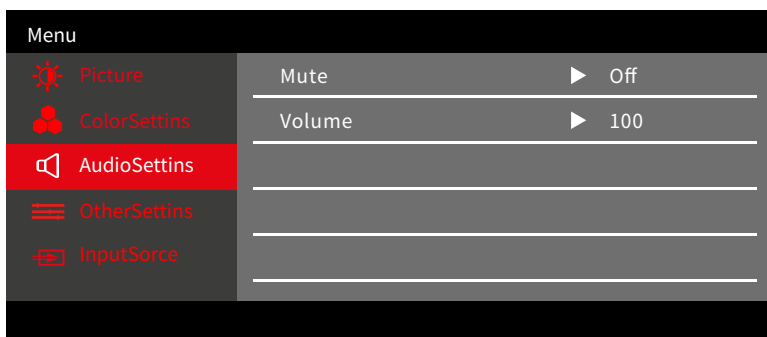 Menu
Picture
Mute Off
ColorSettins
Volume 100
AudioSettins
OtherSettins
InputSorce